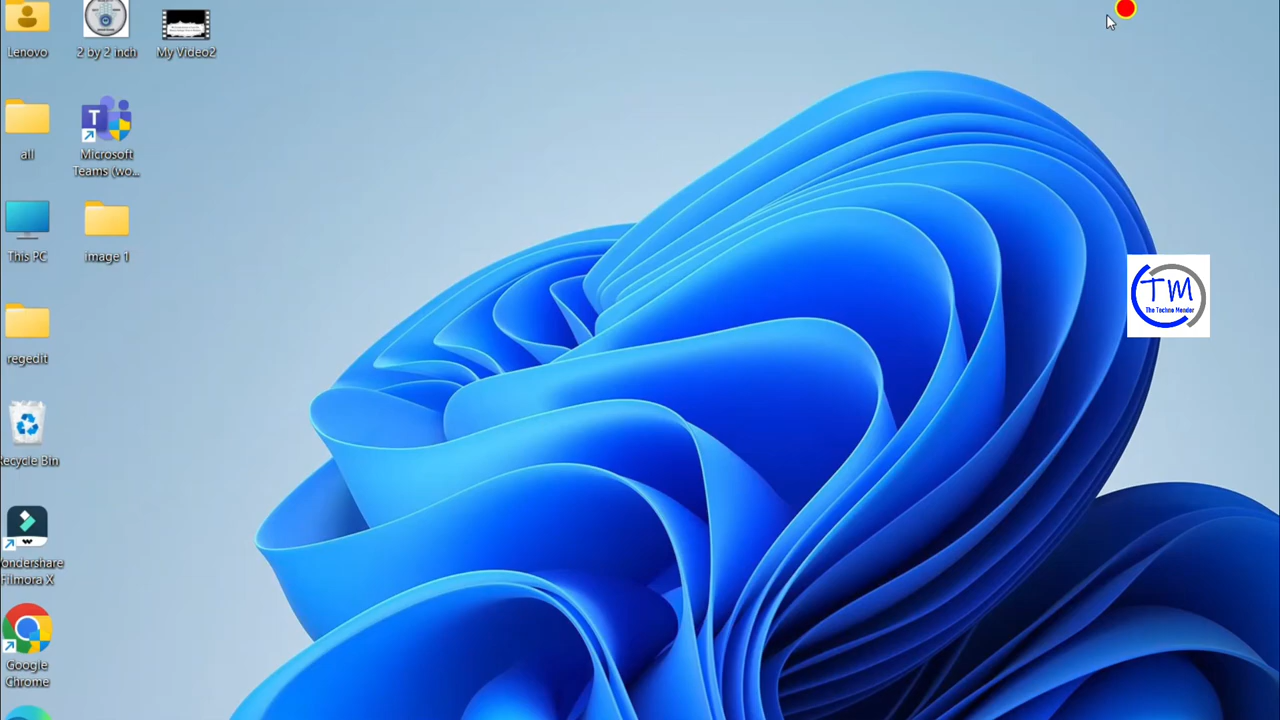 Lenovo
2 by 2 inch
My Video2
all
Microsoft
Teams (wo...
This PC
image 1
TM
The Techno Mender
regedit
Recycle Bin
Wondershare
Filmora X
Google
Chrome